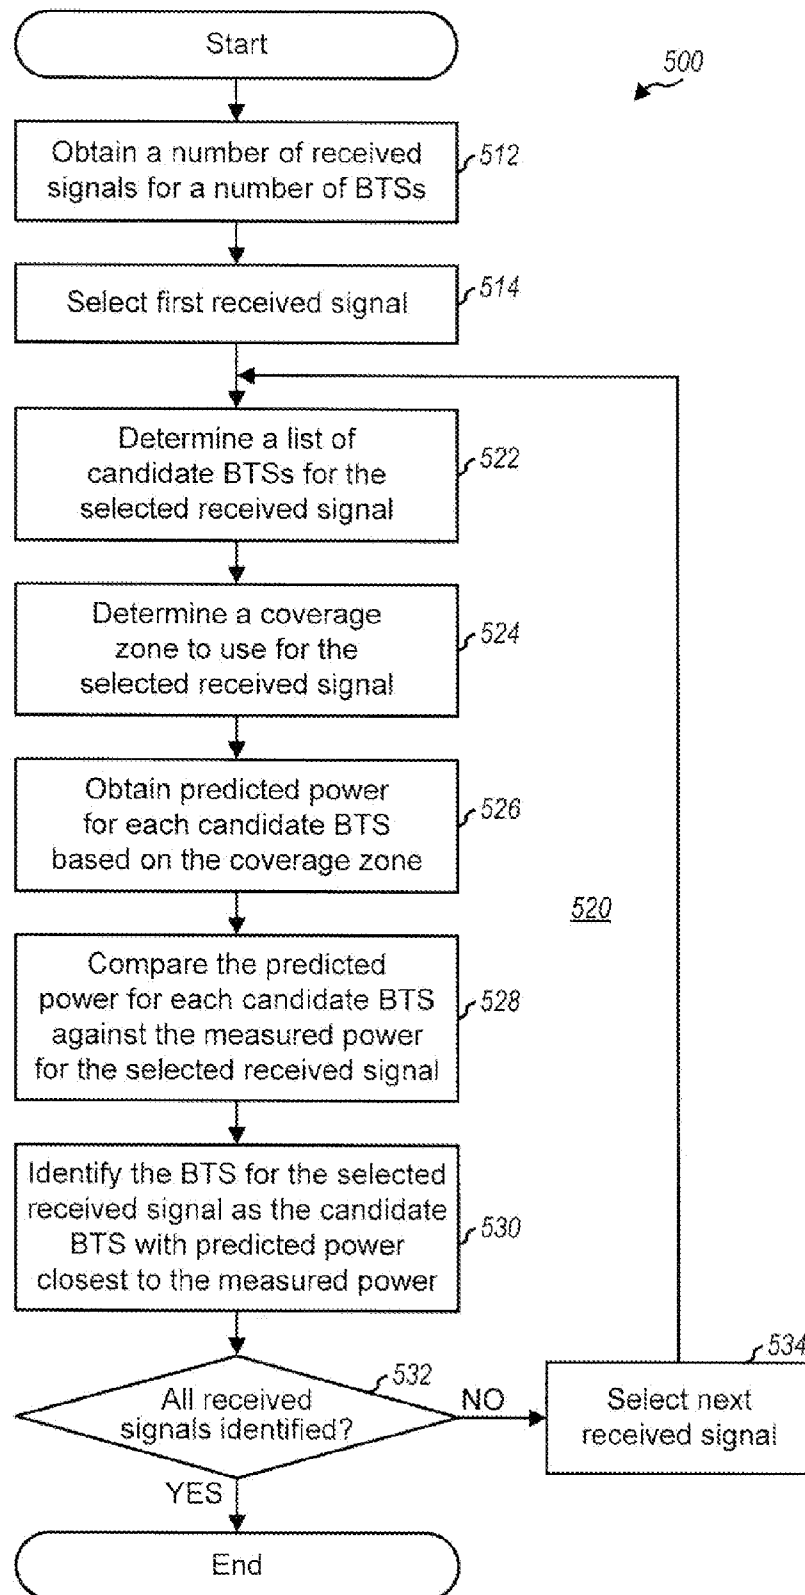 Start
500
Obtain a number of received
signals for a number of BTSs
512
Select first received signal
514
Determine a list of
candidate BTSs for the
selected received signal
522
Determine a coverage
zone to use for the
selected received signal
524
Obtain predicted power
for each candidate BTS
based on the coverage zone
526
520
Compare the predicted
power for each candidate BTS
against the measured power
for the selected received signal
528
Identify the BTS for the selected
received signal as the candidate
BTS with predicted power
closest to the measured power
530
All received
signals identified?
532
NO
534
Select next
received signal
YES
End